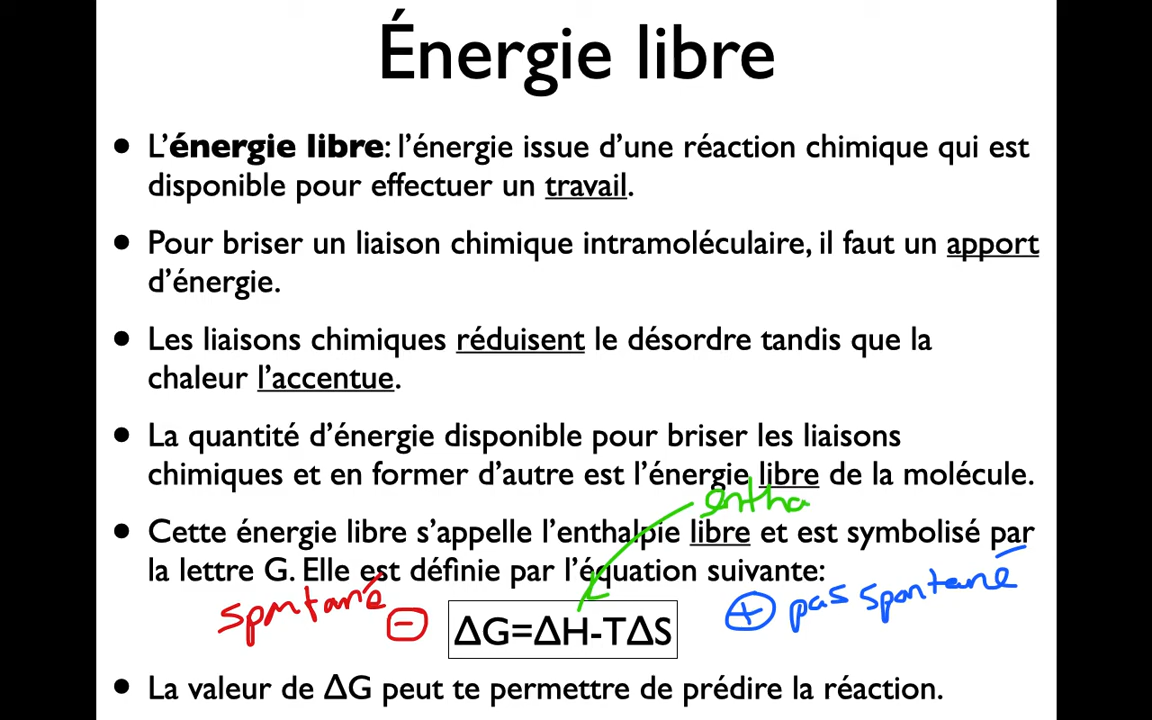 Énergie libre
• L'énergie libre: l'énergie issue d'une réaction chimique qui est
disponible pour effectuer un travail.
• Pour briser un liaison chimique intramoléculaire, il faut un apport
d'énergie.
• Les liaisons chimiques réduisent le désordre tandis que la
chaleur l'accentue.
• La quantité d'énergie disponible pour briser les liaisons
chimiques et en former d'autre est l'énergie libre de la molécule.
entha
• Cette énergie libre s'appelle l'enthalpie libre et est symbolisé par
la lettre G. Elle est définie par l'équation suivante:
spntané - ΔG=ΔH-TΔS + pas spontané
• La valeur de ΔG peut te permettre de prédire la réaction.